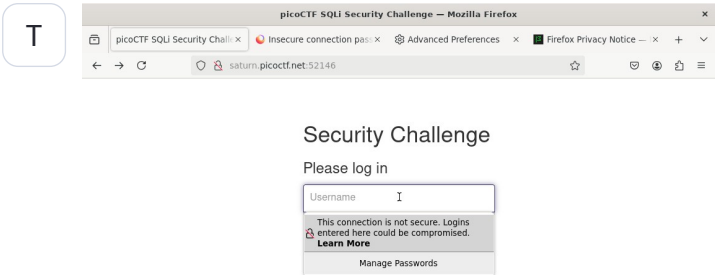 T
picoCTF SQLi Security Challenge — Mozilla Firefox
picoCTF SQLi Security Chall
Insecure connection pas
Advanced Preferences
Firefox Privacy Notice —
saturn.picoctf.net:52146
Security Challenge
Please log in
Username
This connection is not secure. Logins
entered here could be compromised.
Learn More
Manage Passwords